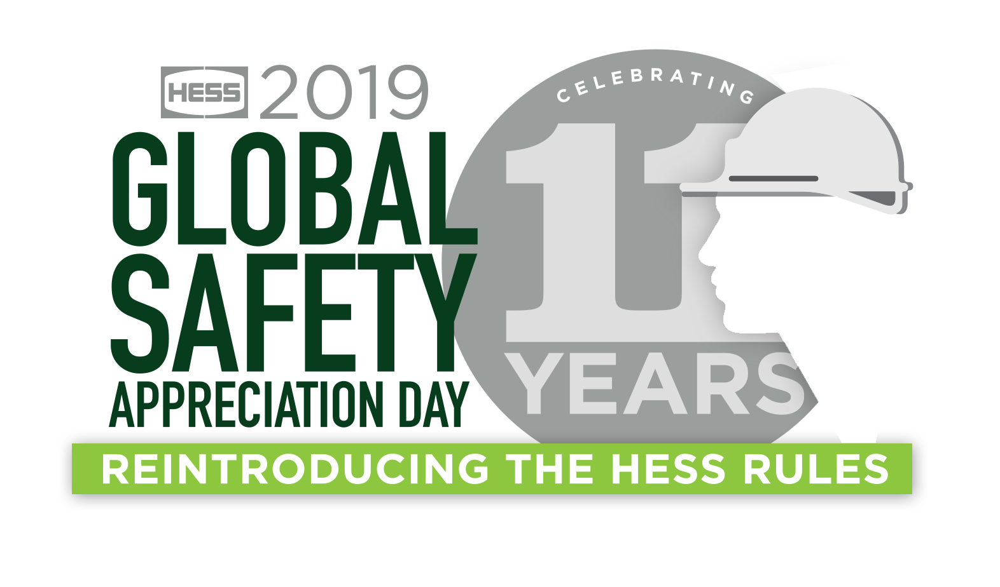 HESS 2019
GLOBAL
SAFETY
APPRECIATION DAY
CELEBRATING
11
YEARS
REINTRODUCING THE HESS RULES